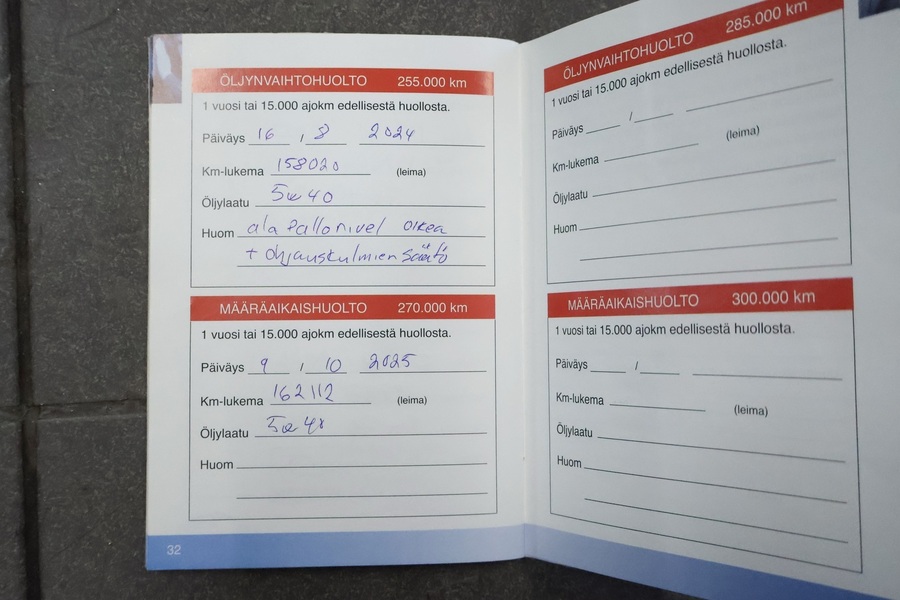 ÖLJYNVAIHTOHUOLTO 255.000 km
1 vuosi tai 15.000 ajokm edellisestä huollosta.
Päiväys 16 / 8 2024
Km-lukema 158020 (leima)
Öljylaatu 5w40
Huom ala pallonivel oikea
+ ohjauskulmien säätö
MÄÄRÄAIKAISHUOLTO 270.000 km
1 vuosi tai 15.000 ajokm edellisestä huollosta.
Päiväys 9 / 10 2025
Km-lukema 162112 (leima)
Öljylaatu 5w40
Huom
32
ÖLJYNVAIHTOHUOLTO 285.000 km
1 vuosi tai 15.000 ajokm edellisestä huollosta.
Päiväys /
Km-lukema (leima)
Öljylaatu
Huom
MÄÄRÄAIKAISHUOLTO 300.000 km
1 vuosi tai 15.000 ajokm edellisestä huollosta.
Päiväys /
Km-lukema (leima)
Öljylaatu
Huom